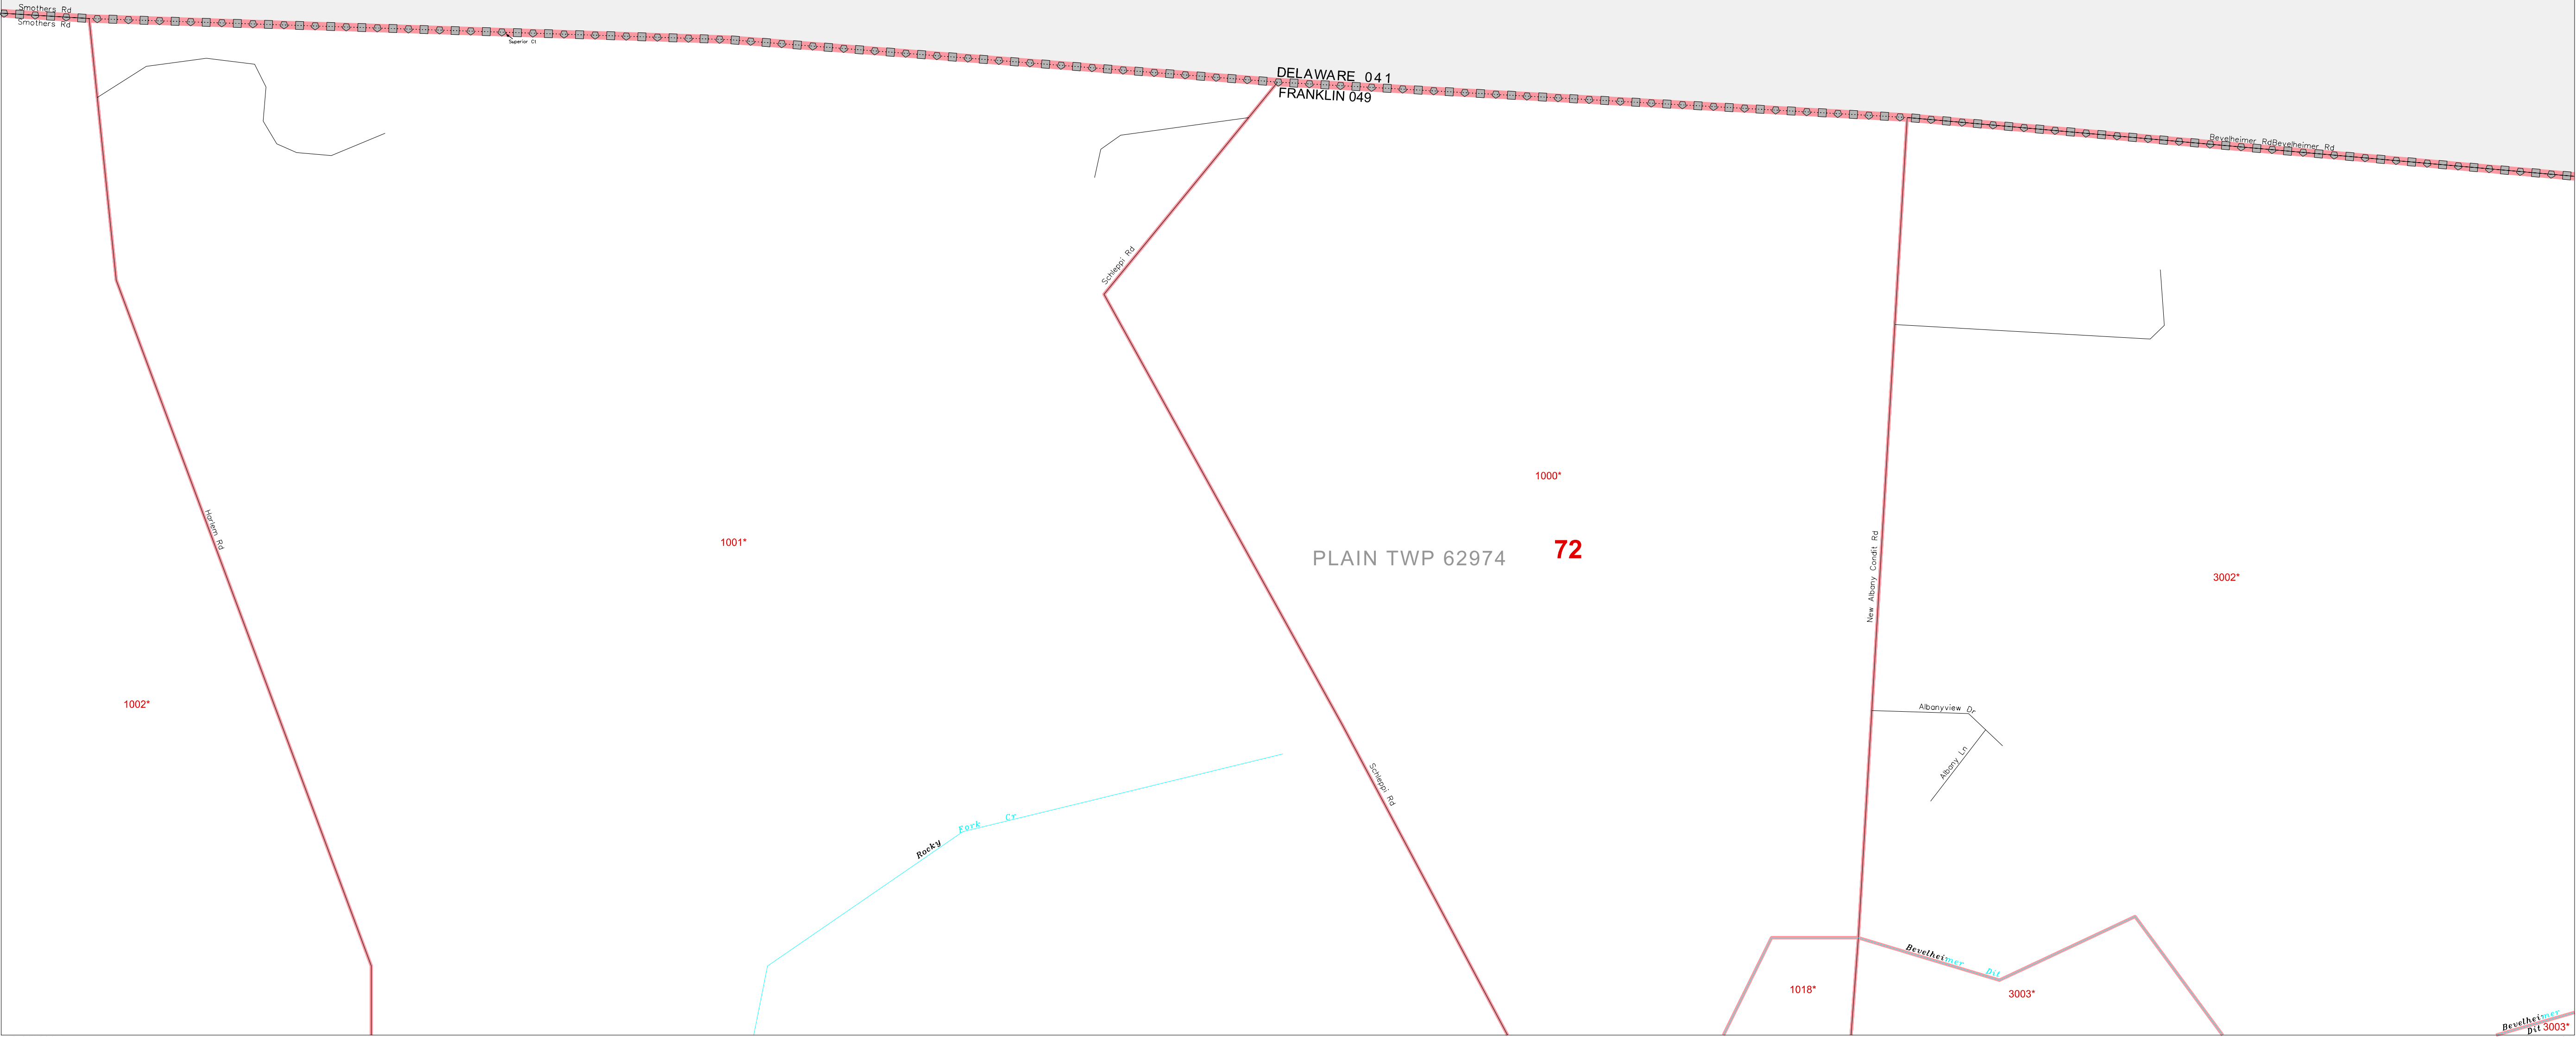 Smothers Rd
Smothers Rd
Superior Ct
DELAWARE 041
FRANKLIN 049
Bevelheimer Rd
Bevelheimer Rd
Schleppi Rd
1000*
Harlem Rd
1001*
PLAIN TWP 62974
72
New Albany Condit Rd
3002*
1002*
Albanyview Dr
Albany Ln
Schleppi Rd
Rocky Fork Cr
Bevelheimer Dit
1018*
3003*
Bevelheimer
Dit
3003*